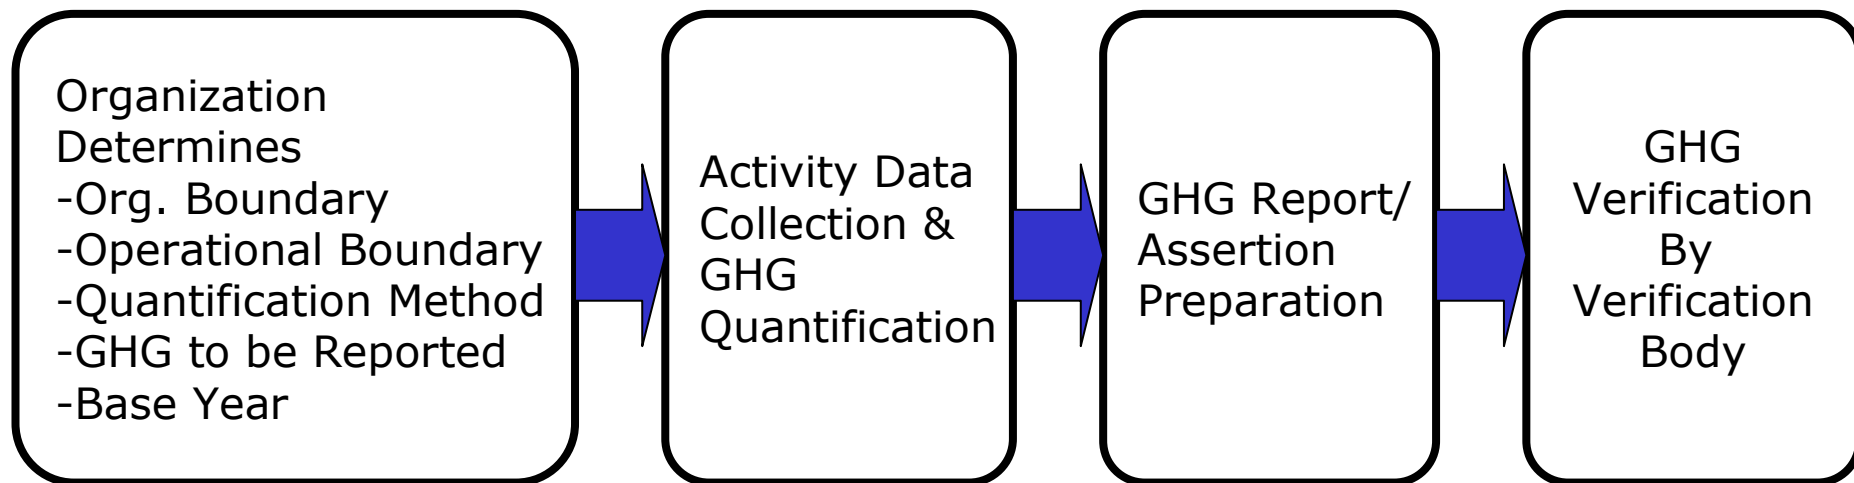 Organization
Determines
-Org. Boundary
-Operational Boundary
-Quantification Method
-GHG to be Reported
-Base Year
Activity Data
Collection &
GHG
Quantification
GHG Report/
Assertion
Preparation
GHG
Verification
By
Verification
Body